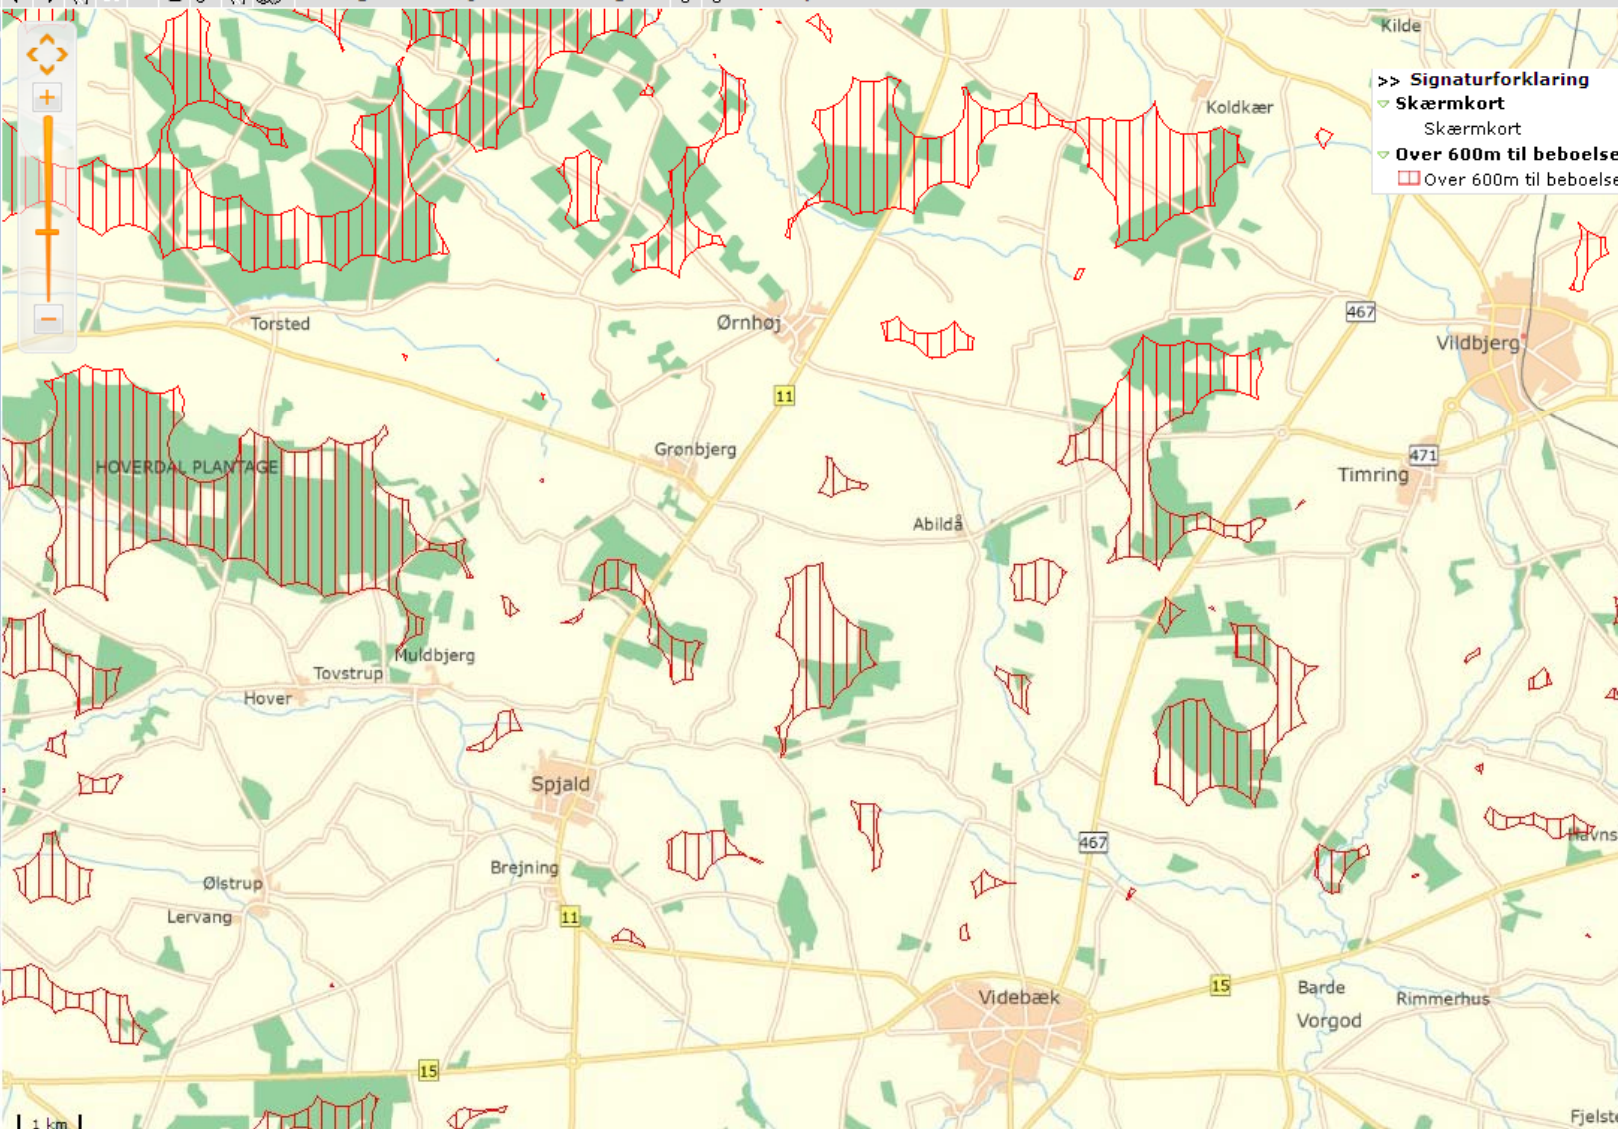 Kilde
>> Signaturforklaring
Skærmkort
Skærmkort
Over 600m til beboelse
Over 600m til beboelse
Koldkær
467
Torsted
Ørnhøj
Vildbjerg
11
Grønbjerg
471
HOVERDAL PLANTAGE
Timring
Abildå
Muldbjerg
Tovstrup
Hover
Spjald
467
Havns
Brejning
Ølstrup
11
Lervang
15
Barde
Videbæk
Rimmerhus
Vorgod
15
1 km
Fjelst